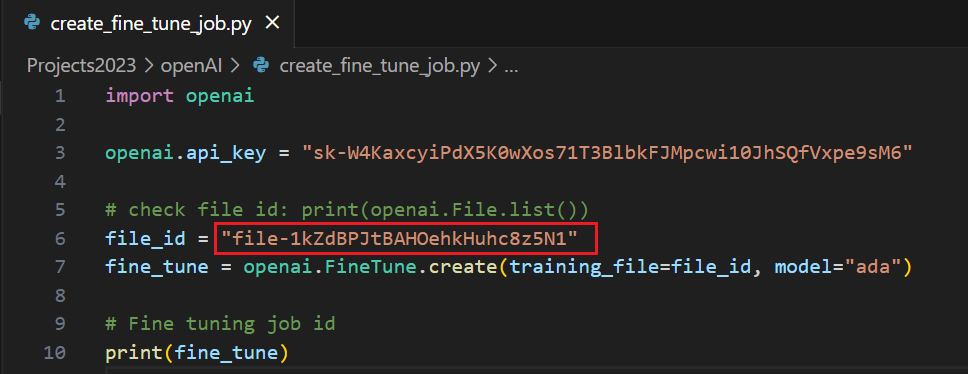 create_fine_tune_job.py ×
Projects2023 > openAI > create_fine_tune_job.py > ...
1 import openai
2
3 openai.api_key = "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"
4
5 # check file id: print(openai.File.list())
6 file_id = "file-1kZdBPJtBAHOehkHuhc8z5N1"
7 fine_tune = openai.FineTune.create(training_file=file_id, model="ada")
8
9 # Fine tuning job id
10 print(fine_tune)